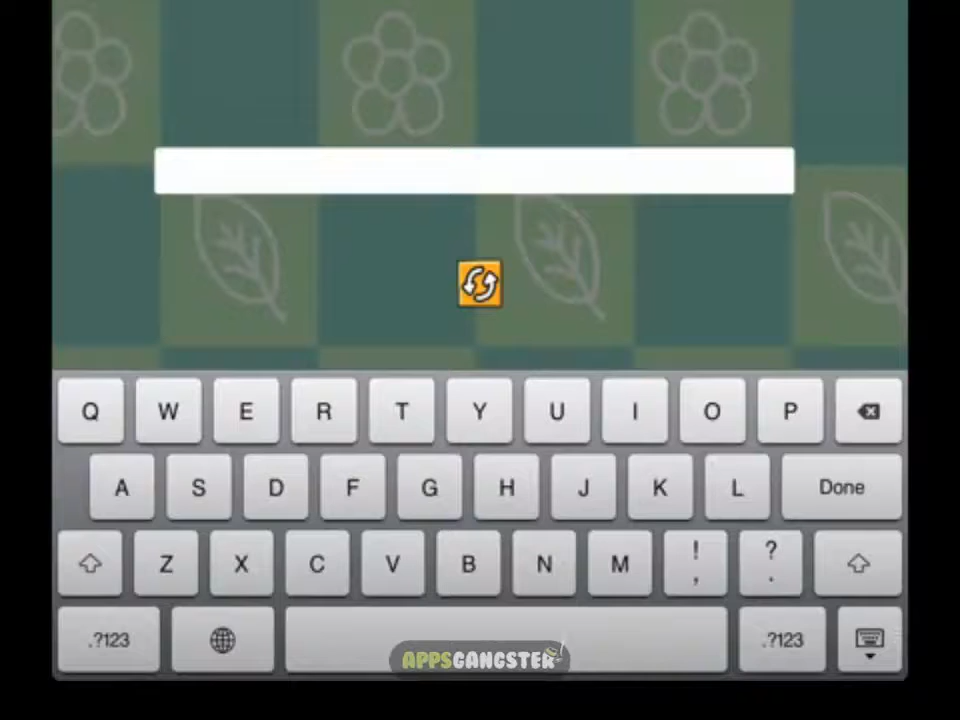 Q W E R T Y U I O P
A S D F G H J K L Done
Z X C V B N M ! , ? .
.?123 .?123
APPSGANGSTER